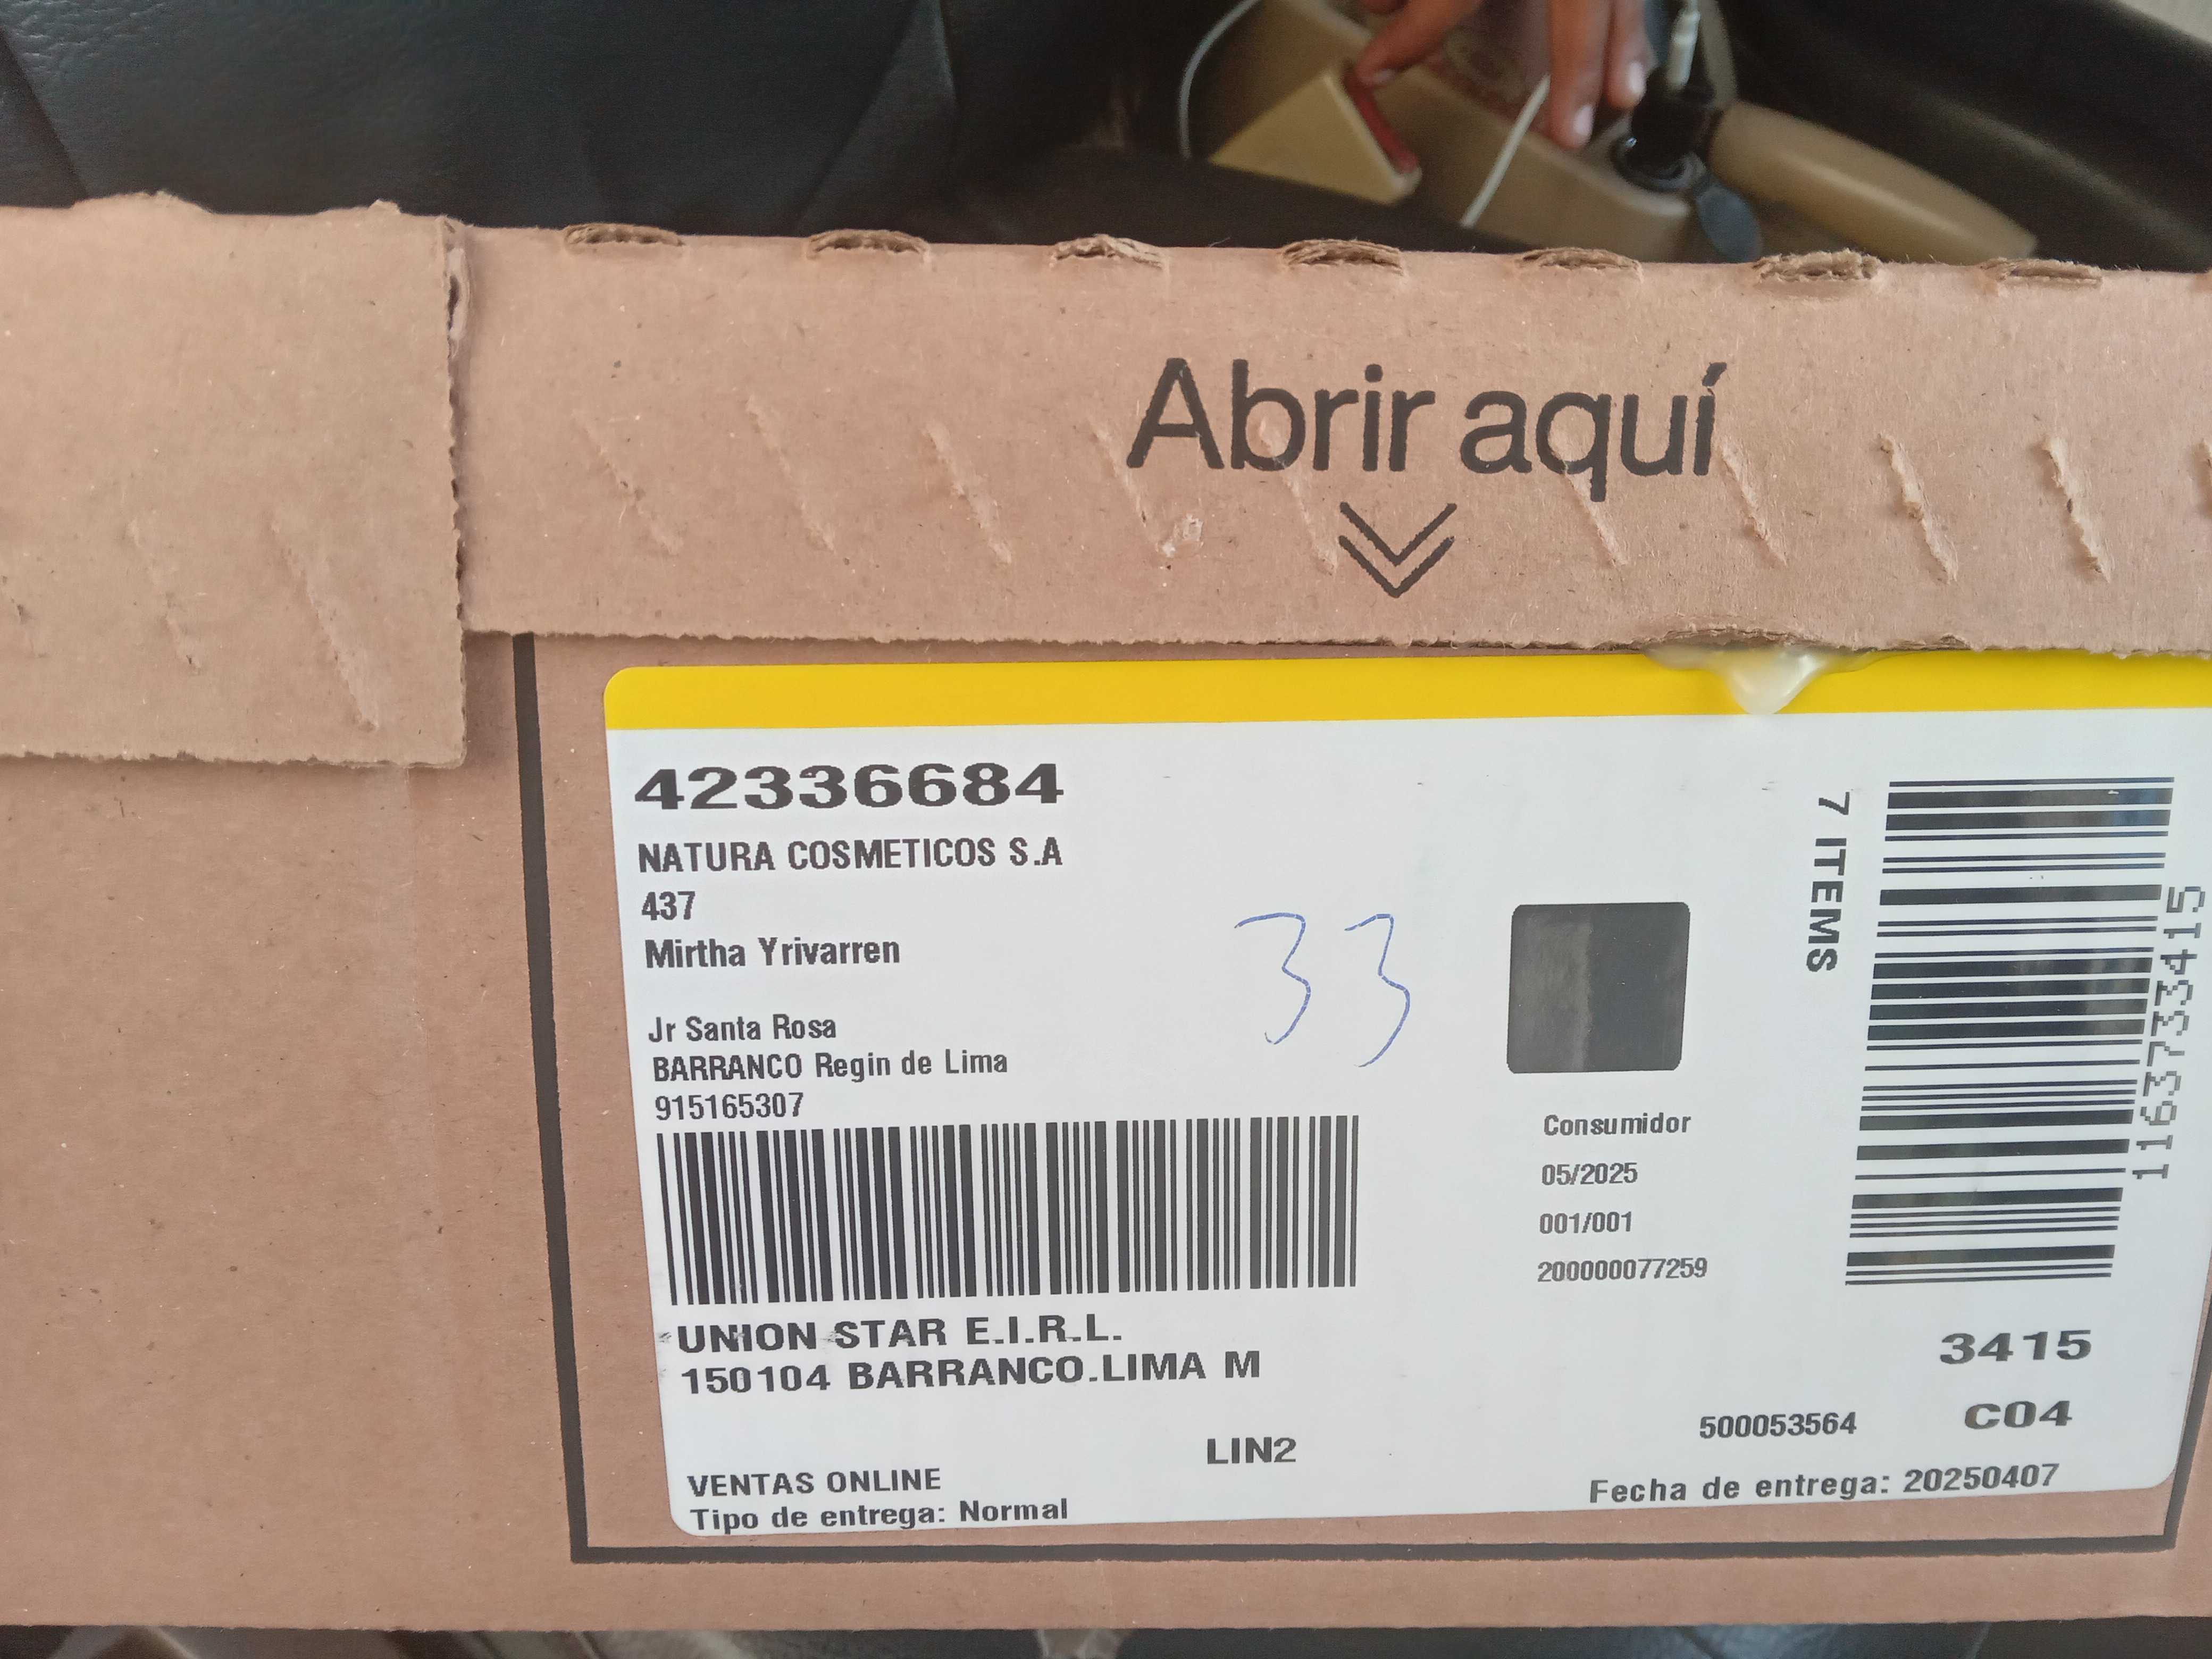 Abrir aquí
42336684
NATURA COSMETICOS S.A
437
Mirtha Yrivarren
Jr Santa Rosa
BARRANCO Regin de Lima
915165307
33
UNION STAR E.I.R.L.
150104 BARRANCO.LIMA M
LIN2
VENTAS ONLINE
Tipo de entrega: Normal
Consumidor
05/2025
001/001
200000077259
7 ITEMS
1163733415
3415
C04
500053564
Fecha de entrega: 20250407